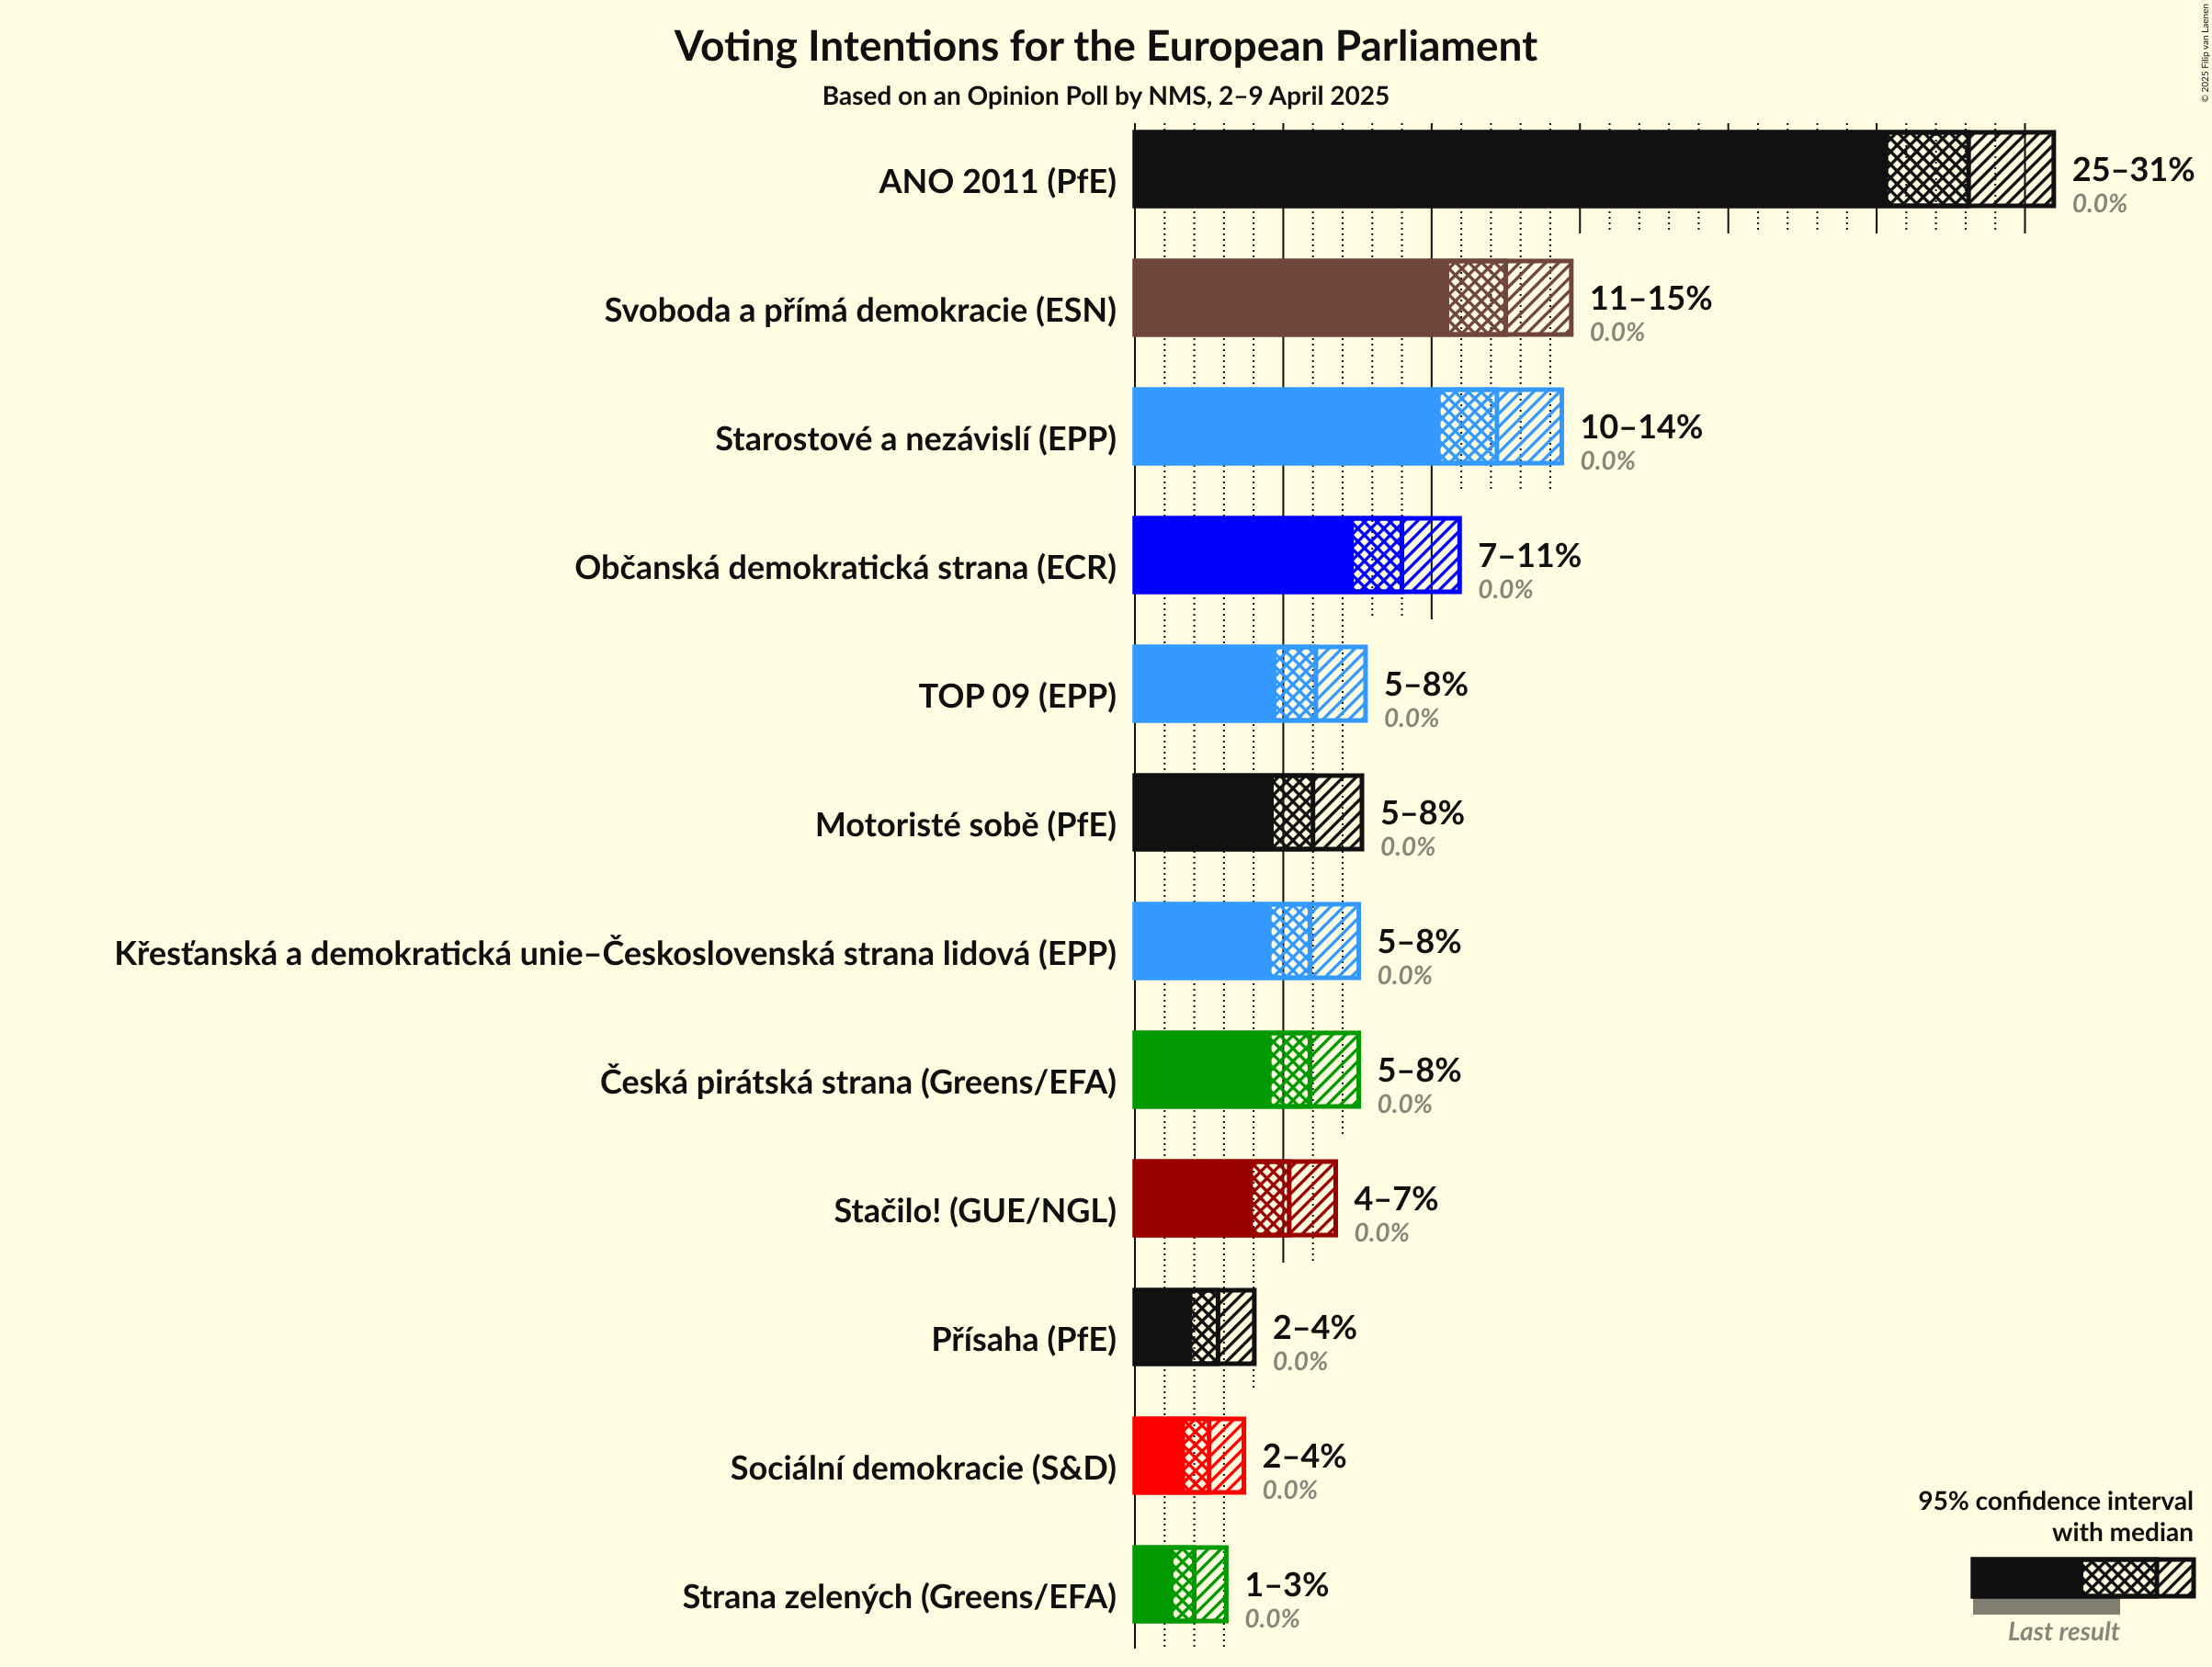 Voting Intentions for the European Parliament
Based on an Opinion Poll by NMS, 2–9 April 2025
© 2025 Filip van Laenen
ANO 2011 (PfE)
25–31%
0.0%
Svoboda a přímá demokracie (ESN)
11–15%
0.0%
Starostové a nezávislí (EPP)
10–14%
0.0%
Občanská demokratická strana (ECR)
7–11%
0.0%
TOP 09 (EPP)
5–8%
0.0%
Motoristé sobě (PfE)
5–8%
0.0%
Křesťanská a demokratická unie–Československá strana lidová (EPP)
5–8%
0.0%
Česká pirátská strana (Greens/EFA)
5–8%
0.0%
Stačilo! (GUE/NGL)
4–7%
0.0%
Přísaha (PfE)
2–4%
0.0%
Sociální demokracie (S&D)
2–4%
0.0%
Strana zelených (Greens/EFA)
1–3%
0.0%
95% confidence interval
with median
Last result